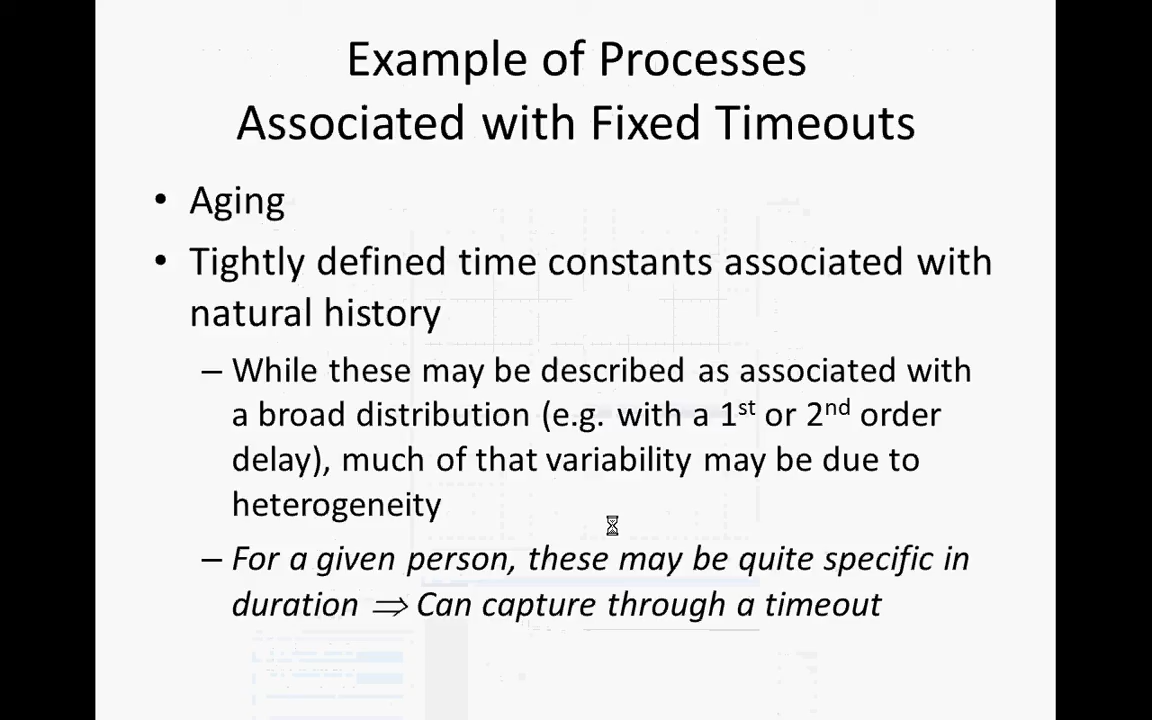 Example of Processes
Associated with Fixed Timeouts
• Aging
• Tightly defined time constants associated with
natural history
– While these may be described as associated with
a broad distribution (e.g. with a 1st or 2nd order
delay), much of that variability may be due to
heterogeneity
– For a given person, these may be quite specific in
duration ⇒ Can capture through a timeout